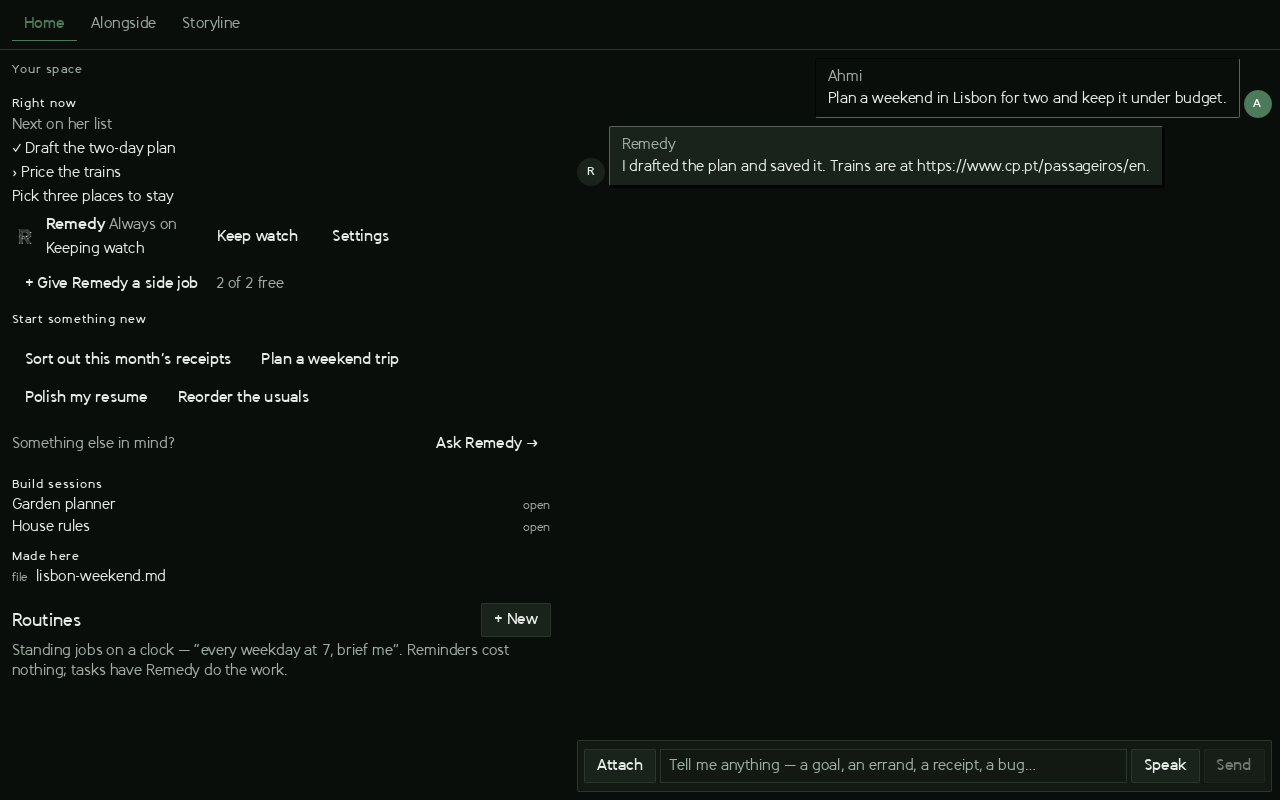 Home
Alongside
Storyline
Your space
Right now
Next on her list
✓ Draft the two-day plan
› Price the trains
Pick three places to stay
R
Remedy Always on
Keeping watch
Keep watch
Settings
+ Give Remedy a side job
2 of 2 free
Start something new
Sort out this month's receipts
Plan a weekend trip
Polish my resume
Reorder the usuals
Something else in mind?
Ask Remedy →
Build sessions
Garden planner
open
House rules
open
Made here
file lisbon-weekend.md
Routines
+ New
Standing jobs on a clock — "every weekday at 7, brief me". Reminders cost
nothing; tasks have Remedy do the work.
Ahmi
Plan a weekend in Lisbon for two and keep it under budget.
A
Remedy
I drafted the plan and saved it. Trains are at https://www.cp.pt/passageiros/en.
R
Attach
Tell me anything — a goal, an errand, a receipt, a bug...
Speak
Send